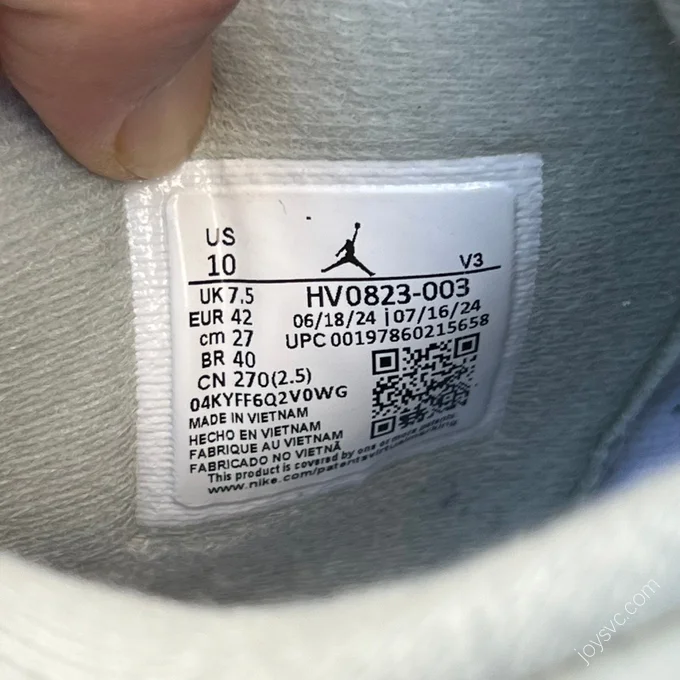 US
10
V3
UK 7.5
HV0823-003
EUR 42
06/18/24 | 07/16/24
cm 27
UPC 00197860215658
BR 40
CN 270(2.5)
04KYFF6Q2V0WG
MADE IN VIETNAM
HECHO EN VIETNAM
FABRIQUE AU VIETNAM
FABRICADO NO VIETNÃ
This product is covered by one or more patents
www.nike.com/patentsvirtualmarking
joysvc.com